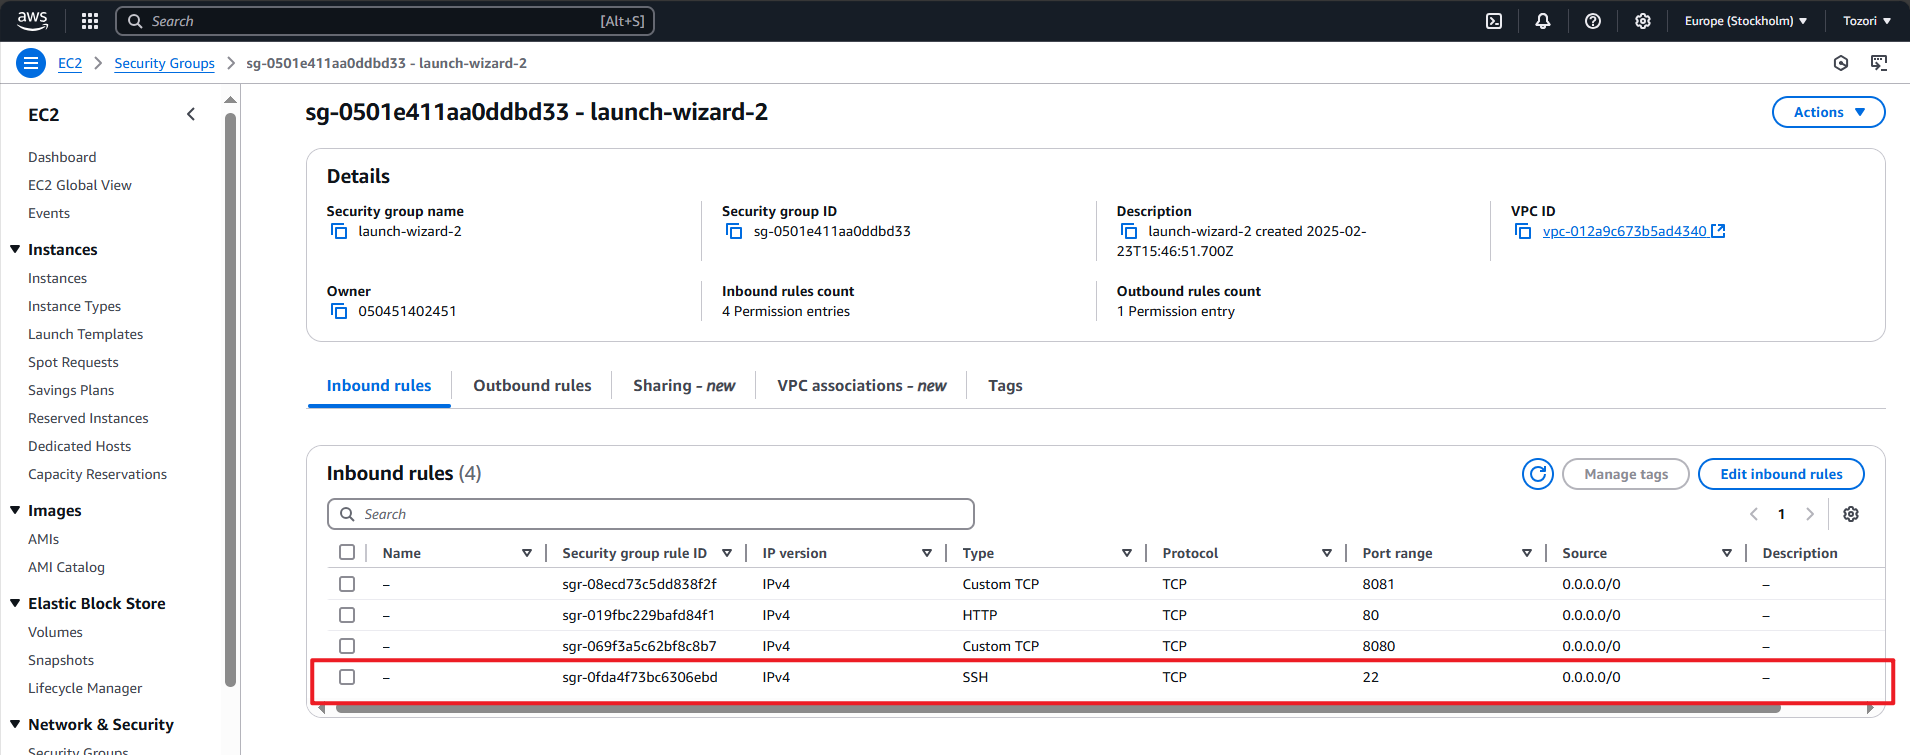 aws
Search [Alt+S]
Europe (Stockholm) Tozori
EC2 Security Groups sg-0501e411aa0ddbd33 - launch-wizard-2
EC2
Dashboard
EC2 Global View
Events
Instances
Instances
Instance Types
Launch Templates
Spot Requests
Savings Plans
Reserved Instances
Dedicated Hosts
Capacity Reservations
Images
AMIs
AMI Catalog
Elastic Block Store
Volumes
Snapshots
Lifecycle Manager
Network & Security
Security Groups
sg-0501e411aa0ddbd33 - launch-wizard-2
Actions
Details
Security group name
launch-wizard-2
Security group ID
sg-0501e411aa0ddbd33
Description
launch-wizard-2 created 2025-02-
23T15:46:51.700Z
VPC ID
vpc-012a9c673b5ad4340
Owner
050451402451
Inbound rules count
4 Permission entries
Outbound rules count
1 Permission entry
Inbound rules Outbound rules Sharing - new VPC associations - new Tags
Inbound rules (4)
Manage tags Edit inbound rules
Search
1
Name Security group rule ID IP version Type Protocol Port range Source Description
– sgr-08ecd73c5dd838f2f IPv4 Custom TCP TCP 8081 0.0.0.0/0 –
– sgr-019fbc229bafd84f1 IPv4 HTTP TCP 80 0.0.0.0/0 –
– sgr-069f3a5c62bf8c8b7 IPv4 Custom TCP TCP 8080 0.0.0.0/0 –
– sgr-0fda4f73bc6306ebd IPv4 SSH TCP 22 0.0.0.0/0 –